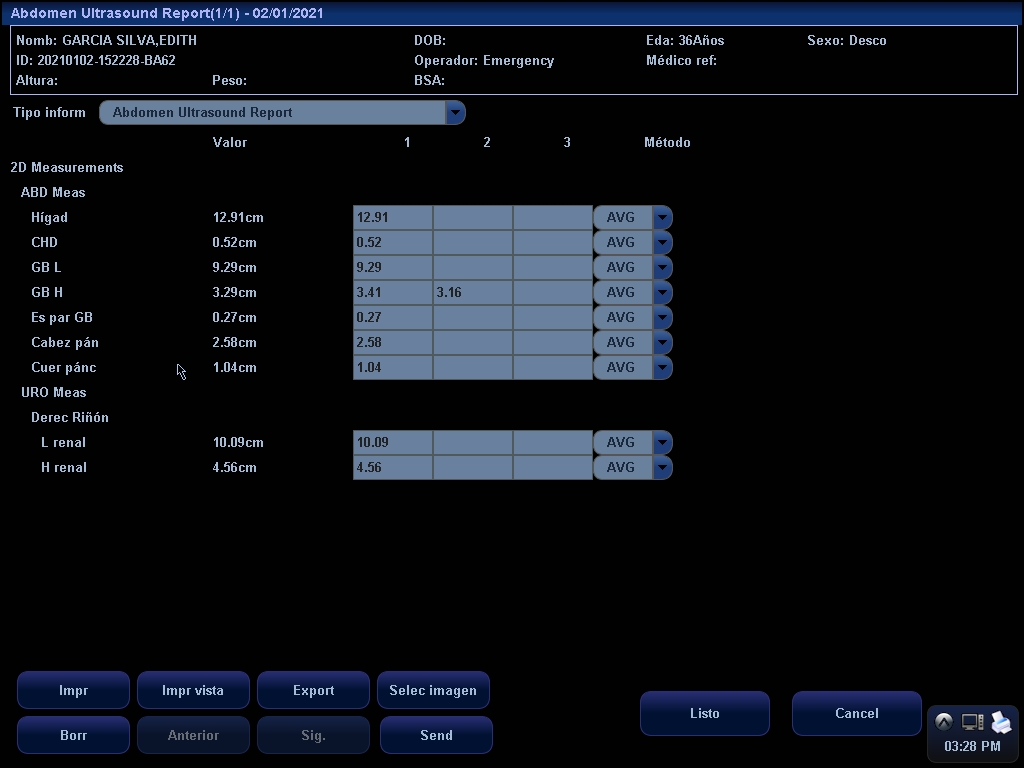 Abdomen Ultrasound Report(1/1) - 02/01/2021
Nomb: GARCIA SILVA,EDITH DOB: Eda: 36Años Sexo: Desco
ID: 20210102-152228-BA62 Operador: Emergency Médico ref:
Altura: Peso: BSA:
Tipo inform Abdomen Ultrasound Report
Valor 1 2 3 Método
2D Measurements
ABD Meas
Hígad 12.91cm 12.91 AVG
CHD 0.52cm 0.52 AVG
GB L 9.29cm 9.29 AVG
GB H 3.29cm 3.41 3.16 AVG
Es par GB 0.27cm 0.27 AVG
Cabez pán 2.58cm 2.58 AVG
Cuer pánc 1.04cm 1.04 AVG
URO Meas
Derec Riñón
L renal 10.09cm 10.09 AVG
H renal 4.56cm 4.56 AVG
Impr Impr vista Export Selec imagen
Listo Cancel
Borr Anterior Sig. Send
03:28 PM